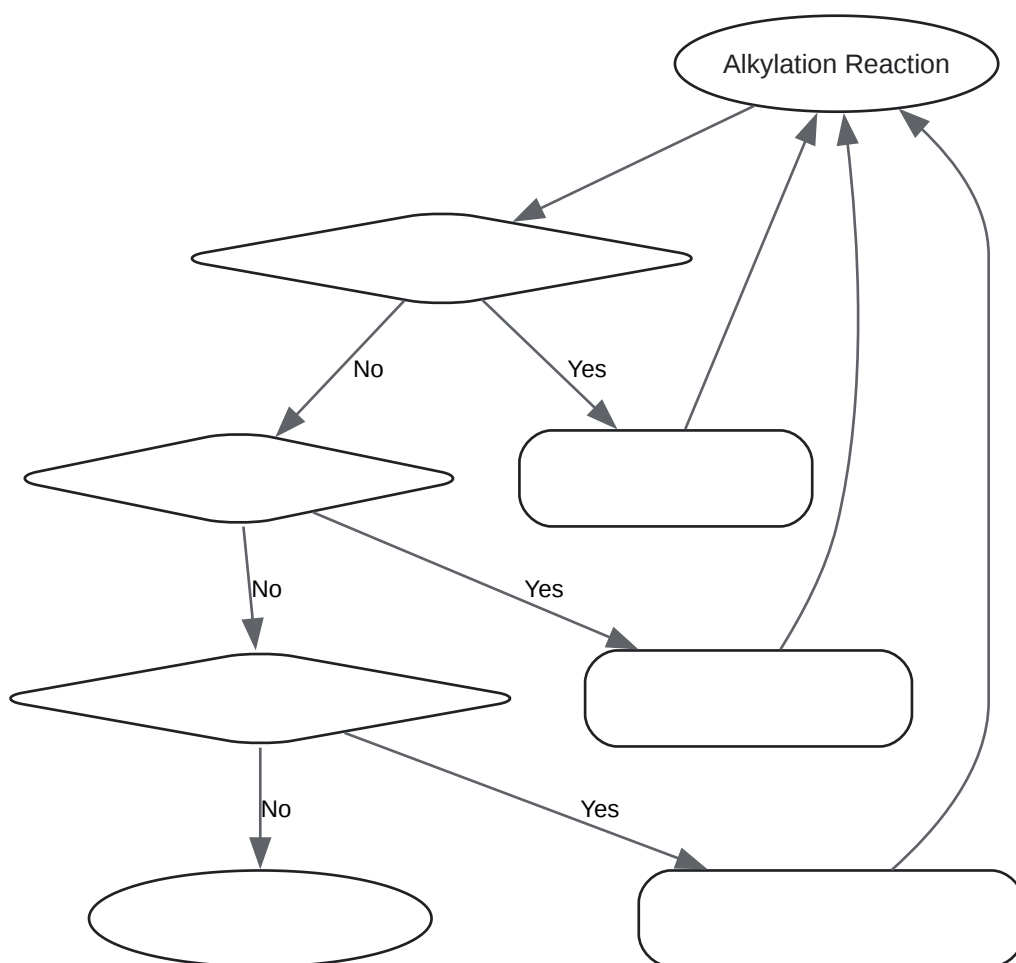 Alkylation Reaction
No
Yes
No
Yes
No
Yes